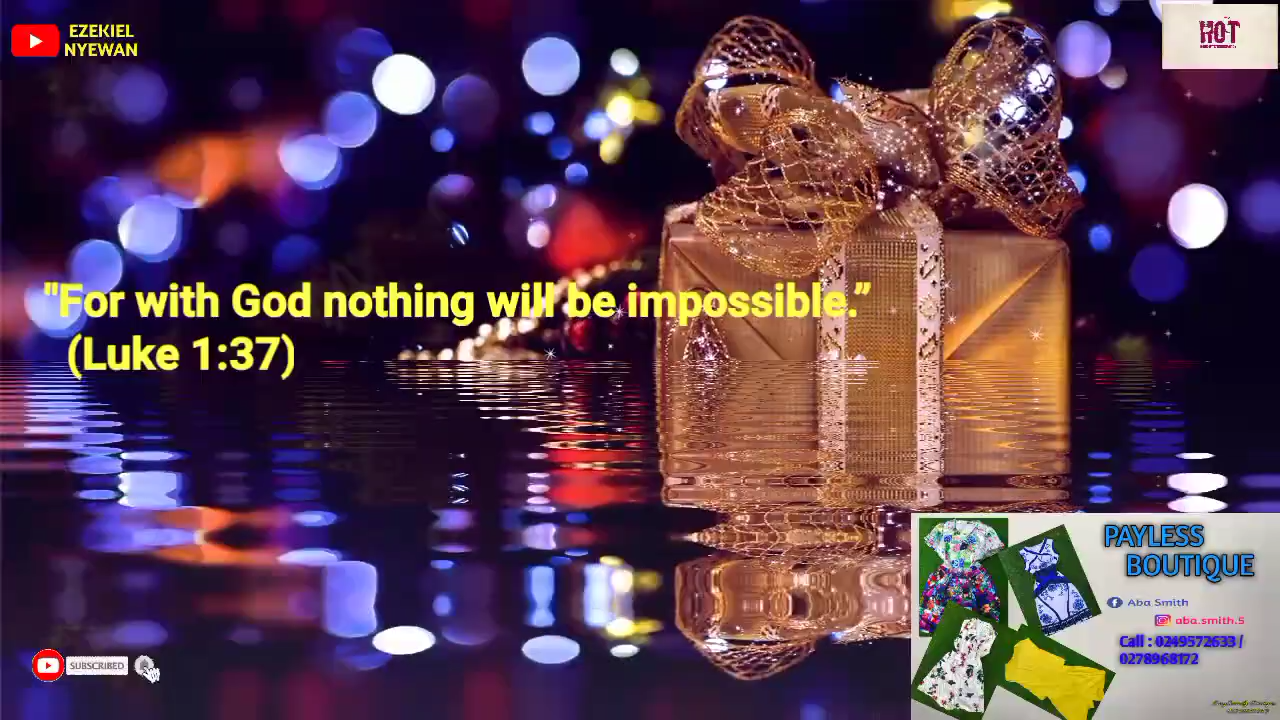 EZEKIEL
NYEWAN
HOT
"For with God nothing will be impossible.”
(Luke 1:37)
PAYLESS
BOUTIQUE
Aba Smith
aba.smith.5
Call : 0249572633 /
0278968172
SUBSCRIBED